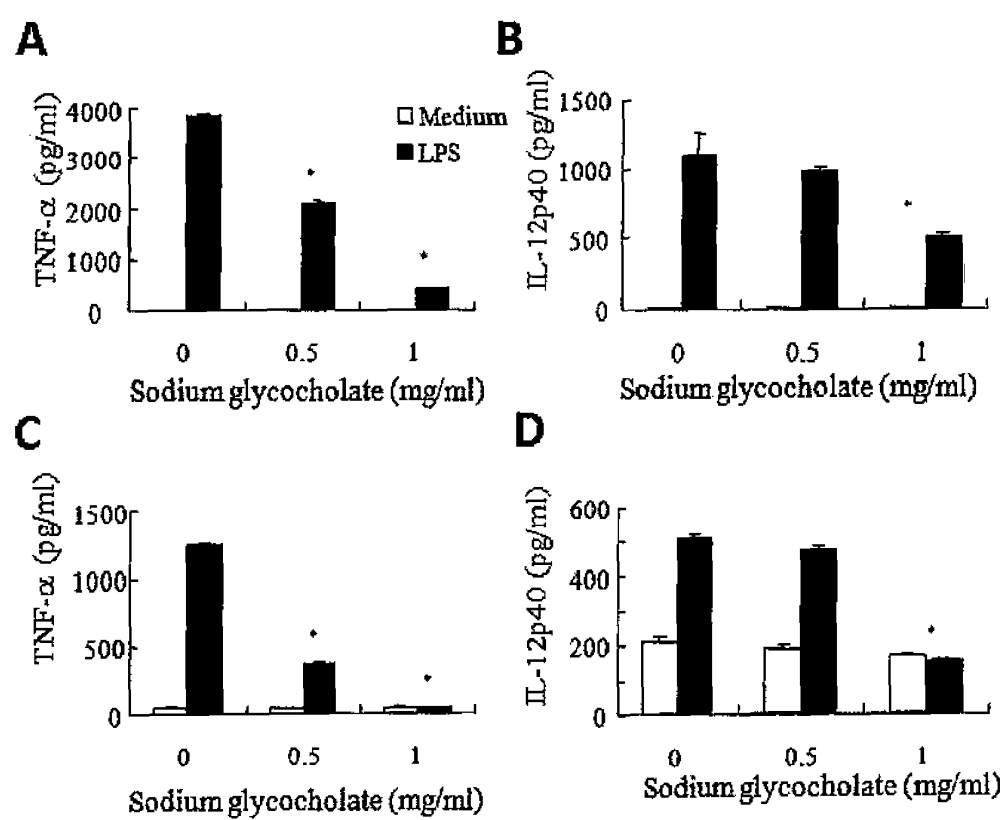 A
TNF-α (pg/ml)
4000
3000
2000
1000
0
Medium
LPS
*
*
0 0.5 1
Sodium glycocholate (mg/ml)
B
IL-12p40 (pg/ml)
1500
1000
500
0
*
0 0.5 1
Sodium glycocholate (mg/ml)
C
TNF-α (pg/ml)
1500
1000
500
0
*
*
0 0.5 1
Sodium glycocholate (mg/ml)
D
IL-12p40 (pg/ml)
600
400
200
0
*
0 0.5 1
Sodium glycocholate (mg/ml)